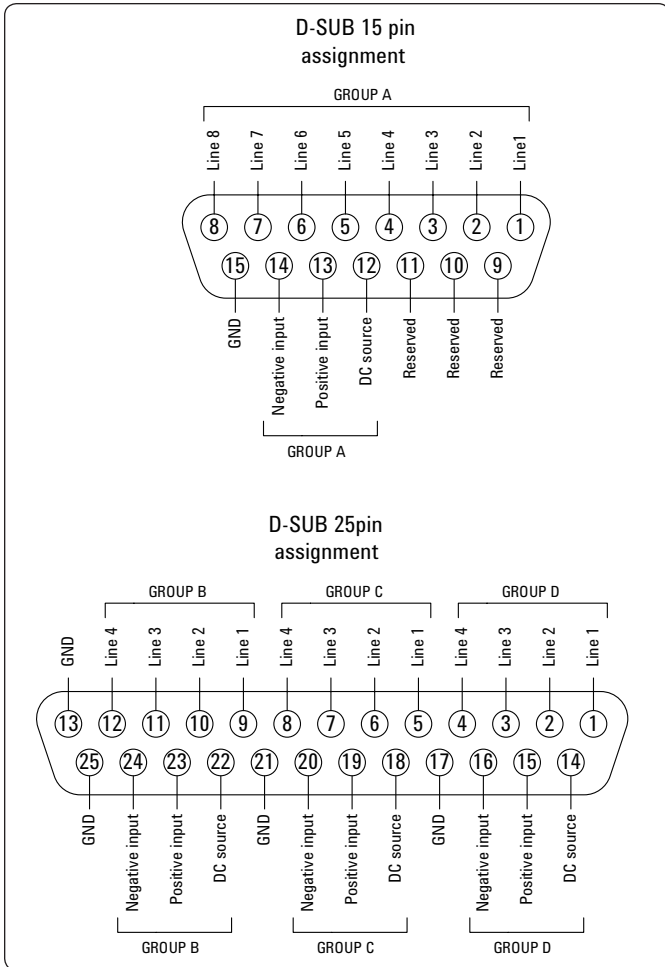 D-SUB 15 pin
assignment
GROUP A
Line 8
Line 7
Line 6
Line 5
Line 4
Line 3
Line 2
Line1
8 7 6 5 4 3 2 1
15 14 13 12 11 10 9
GND
Negative input
Positive input
DC source
Reserved
Reserved
Reserved
GROUP A
D-SUB 25pin
assignment
GROUP B GROUP C GROUP D
GND
Line 4
Line 3
Line 2
Line 1
Line 4
Line 3
Line 2
Line 1
Line 4
Line 3
Line 2
Line 1
13 12 11 10 9 8 7 6 5 4 3 2 1
25 24 23 22 21 20 19 18 17 16 15 14
GND
Negative input
Positive input
DC source
GND
Negative input
Positive input
DC source
GND
Negative input
Positive input
DC source
GROUP B GROUP C GROUP D